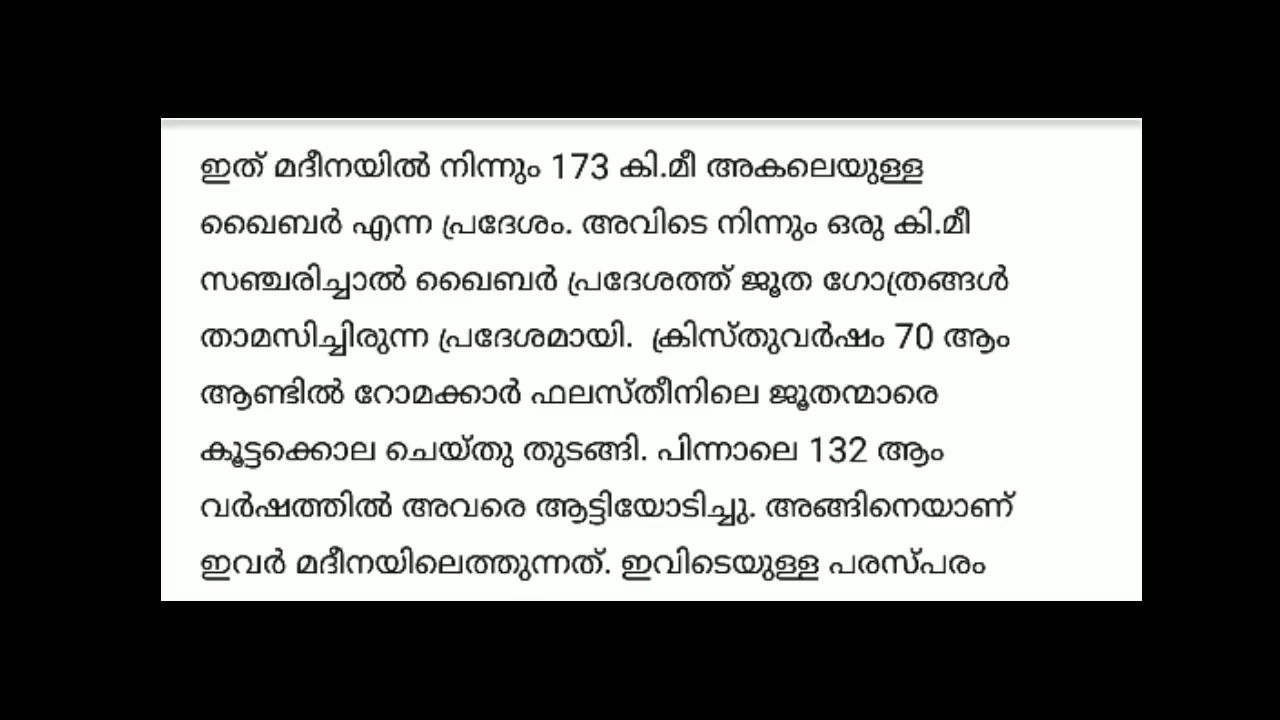 ഇത് മദീനയിൽ നിന്നും 173 കി.മീ അകലെയുള്ള
ഖൈബർ എന്ന പ്രദേശം. അവിടെ നിന്നും ഒരു കി.മീ
സഞ്ചരിച്ചാൽ ഖൈബർ പ്രദേശത്ത് ജൂത ഗോത്രങ്ങൾ
താമസിച്ചിരുന്ന പ്രദേശമായി. ക്രിസ്തുവർഷം 70 ആം
ആണ്ടിൽ റോമക്കാർ ഫലസ്തീനിലെ ജൂതന്മാരെ
കൂട്ടക്കൊല ചെയ്തു തുടങ്ങി. പിന്നാലെ 132 ആം
വർഷത്തിൽ അവരെ ആട്ടിയോടിച്ചു. അങ്ങിനെയാണ്
ഇവർ മദീനയിലെത്തുന്നത്. ഇവിടെയുള്ള പരസ്പരം